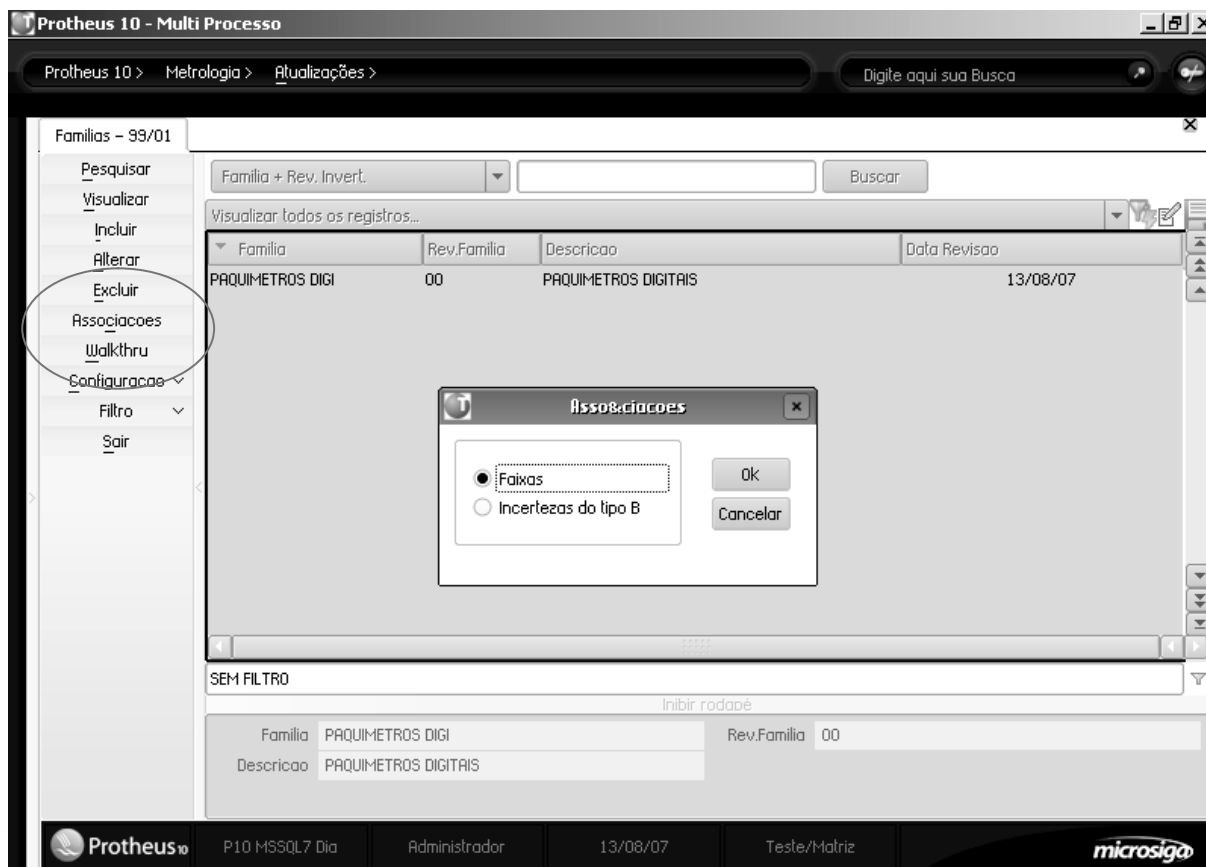 Protheus 10 - Multi Processo
Protheus 10 > Metrologia > Atualizações >
Digite aqui sua Busca
Familias – 99/01
Pesquisar
Visualizar
Incluir
Alterar
Excluir
Associacoes
Walkthru
Configuracao
Filtro
Sair
Familia + Rev. Invert.
Buscar
Visualizar todos os registros...
Familia Rev.Familia Descricao Data Revisao
PAQUIMETROS DIGI 00 PAQUIMETROS DIGITAIS 13/08/07
Asso&ciacoes
Faixas
Incertezas do tipo B
Ok
Cancelar
SEM FILTRO
Inibir rodapé
Familia PAQUIMETROS DIGI Rev.Familia 00
Descricao PAQUIMETROS DIGITAIS
Protheus10 P10 MSSQL7 Dia Administrador 13/08/07 Teste/Matriz microsiga